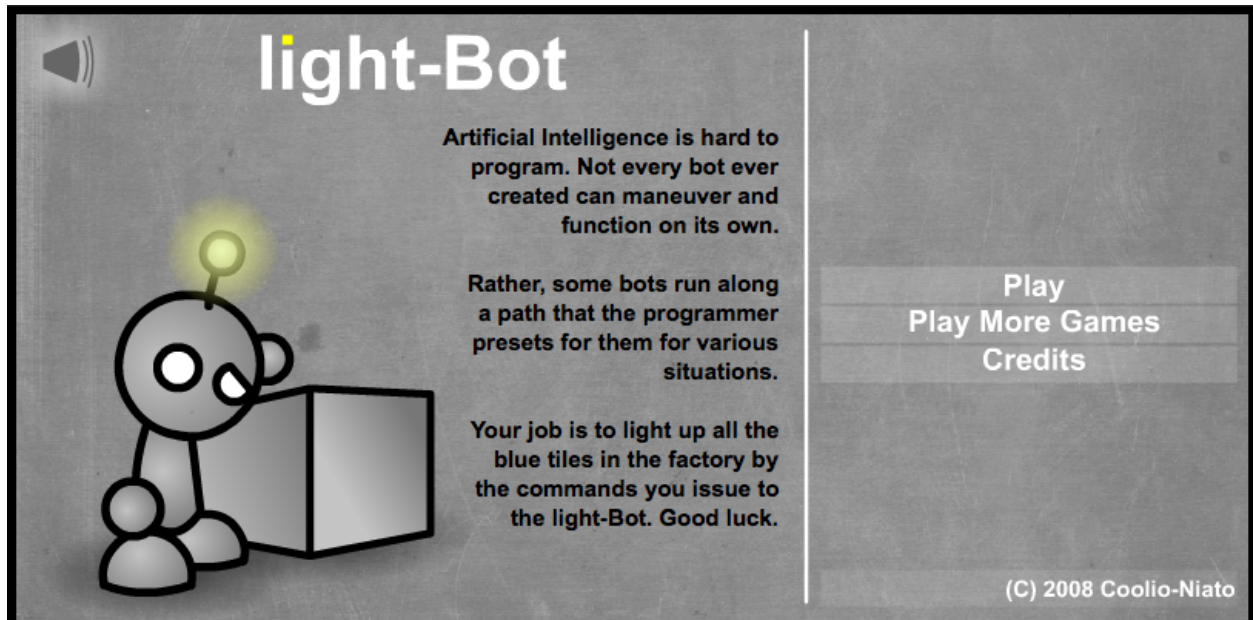 light-Bot
Artificial Intelligence is hard to
program. Not every bot ever
created can maneuver and
function on its own.
Rather, some bots run along
a path that the programmer
presets for them for various
situations.
Your job is to light up all the
blue tiles in the factory by
the commands you issue to
the light-Bot. Good luck.
Play
Play More Games
Credits
(C) 2008 Coolio-Niato